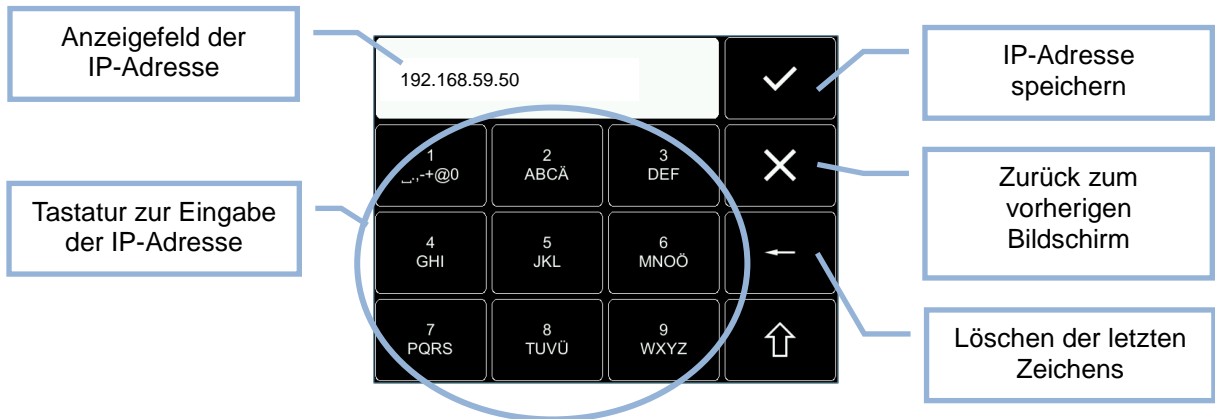 Anzeigefeld der
IP-Adresse
192.168.59.50
IP-Adresse
speichern
1
␣.,-+@0
2
ABCÄ
3
DEF
Zurück zum
vorherigen
Bildschirm
Tastatur zur Eingabe
der IP-Adresse
4
GHI
5
JKL
6
MNOÖ
7
PQRS
8
TUVÜ
9
WXYZ
Löschen der letzten
Zeichens